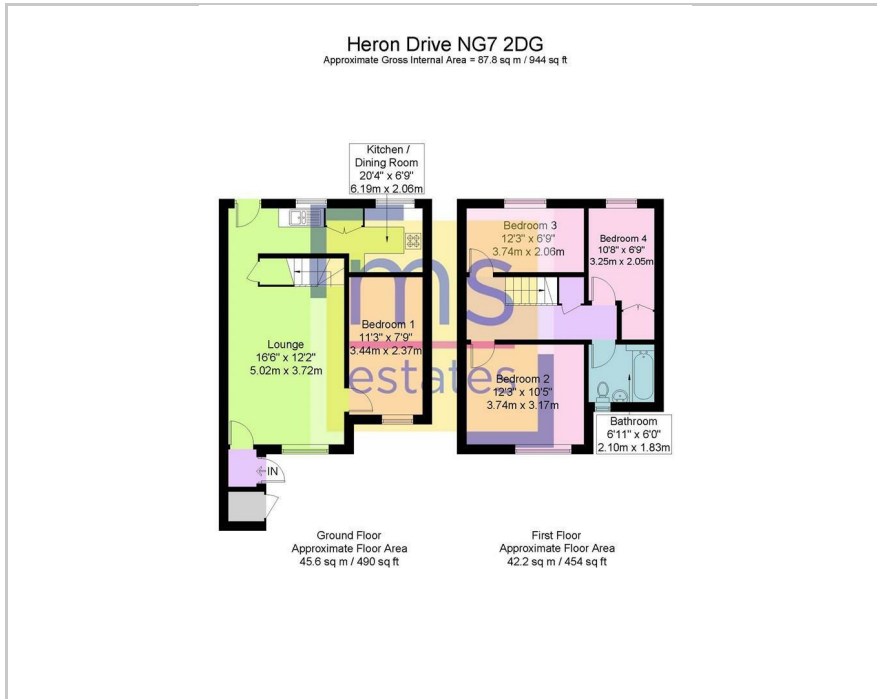 Heron Drive NG7 2DG
Approximate Gross Internal Area = 87.8 sq m / 944 sq ft
Kitchen /
Dining Room
20'4" x 6'9"
6.19m x 2.06m
Lounge
16'6" x 12'2"
5.02m x 3.72m
Bedroom 1
11'3" x 7'9"
3.44m x 2.37m
IN
Bedroom 3
12'3" x 6'9"
3.74m x 2.06m
Bedroom 4
10'8" x 6'9"
3.25m x 2.05m
Bedroom 2
12'3" x 10'5"
3.74m x 3.17m
Bathroom
6'11" x 6'0"
2.10m x 1.83m
ms
estates
Ground Floor
Approximate Floor Area
45.6 sq m / 490 sq ft
First Floor
Approximate Floor Area
42.2 sq m / 454 sq ft